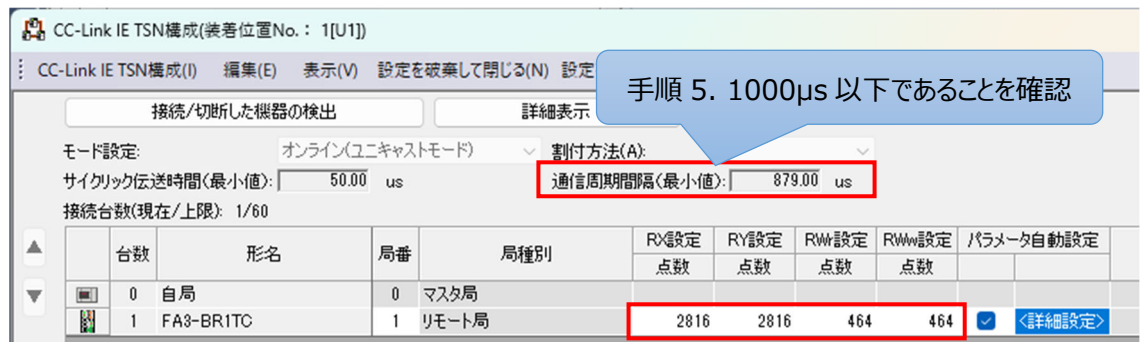 CC-Link IE TSN構成(装着位置No.： 1[U1])
CC-Link IE TSN構成(I) 編集(E) 表示(V) 設定を破棄して閉じる(N) 設定
手順 5. 1000μs 以下であることを確認
接続/切断した機器の検出 詳細表示
モード設定: オンライン(ユニキャストモード) 割付方法(A):
サイクリック伝送時間(最小値): 50.00 us 通信周期間隔(最小値): 879.00 us
接続台数(現在/上限): 1/60
台数 形名 局番 局種別 RX設定 RY設定 RWr設定 RWw設定 パラメータ自動設定
点数 点数 点数 点数
0 自局 0 マスタ局
1 FA3-BR1TC 1 リモート局 2816 2816 464 464 <詳細設定>